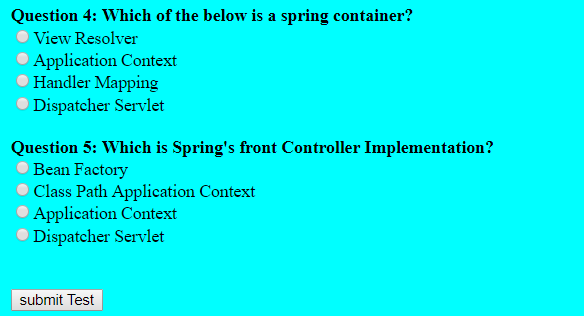 Question 4: Which of the below is a spring container?
View Resolver
Application Context
Handler Mapping
Dispatcher Servlet
Question 5: Which is Spring's front Controller Implementation?
Bean Factory
Class Path Application Context
Application Context
Dispatcher Servlet
submit Test